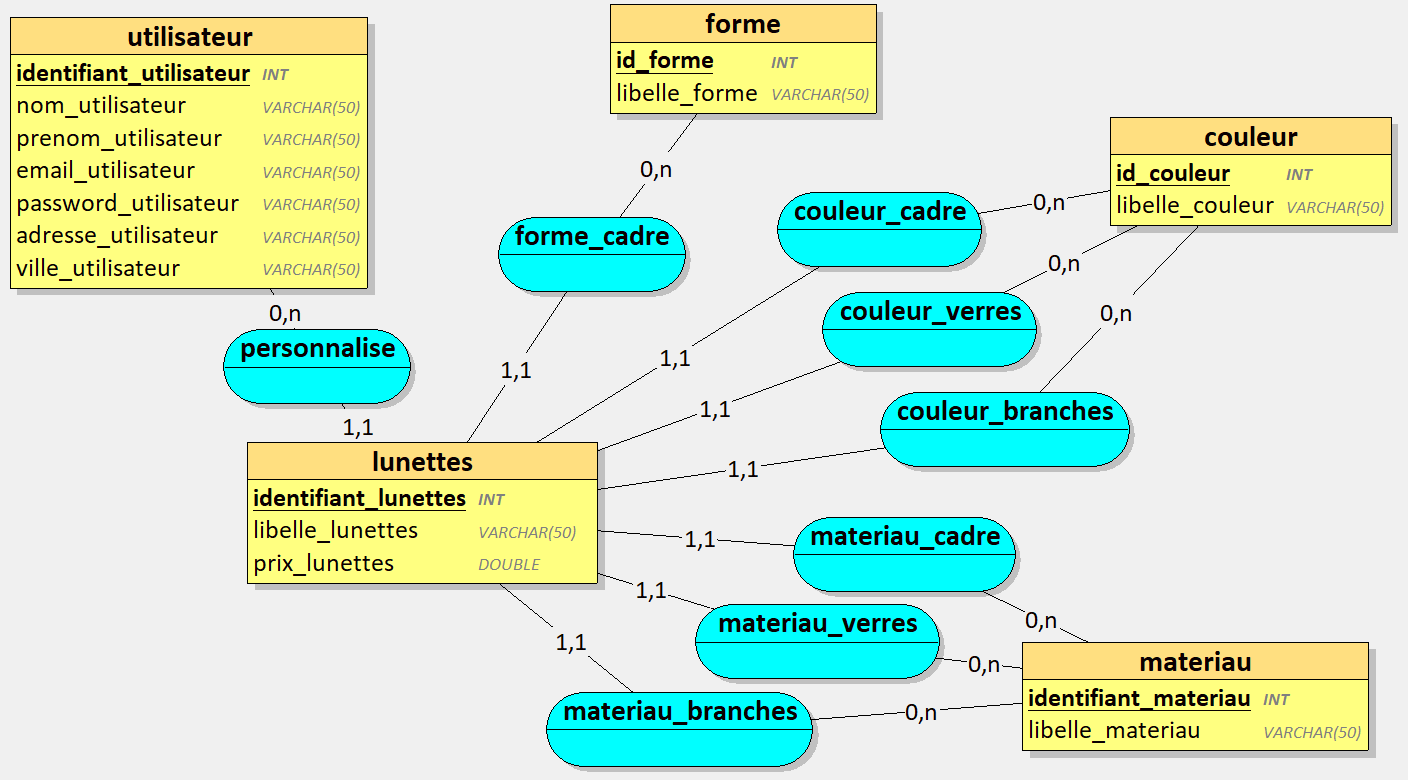 utilisateur
identifiant_utilisateur INT
nom_utilisateur VARCHAR(50)
prenom_utilisateur VARCHAR(50)
email_utilisateur VARCHAR(50)
password_utilisateur VARCHAR(50)
adresse_utilisateur VARCHAR(50)
ville_utilisateur VARCHAR(50)
forme
id_forme INT
libelle_forme VARCHAR(50)
couleur
id_couleur INT
libelle_couleur VARCHAR(50)
0,n
forme_cadre
1,1
couleur_cadre
0,n
1,1
couleur_verres
0,n
1,1
couleur_branches
0,n
1,1
0,n
personnalise
1,1
lunettes
identifiant_lunettes INT
libelle_lunettes VARCHAR(50)
prix_lunettes DOUBLE
1,1
materiau_cadre
0,n
1,1
materiau_verres
0,n
1,1
materiau_branches
0,n
materiau
identifiant_materiau INT
libelle_materiau VARCHAR(50)